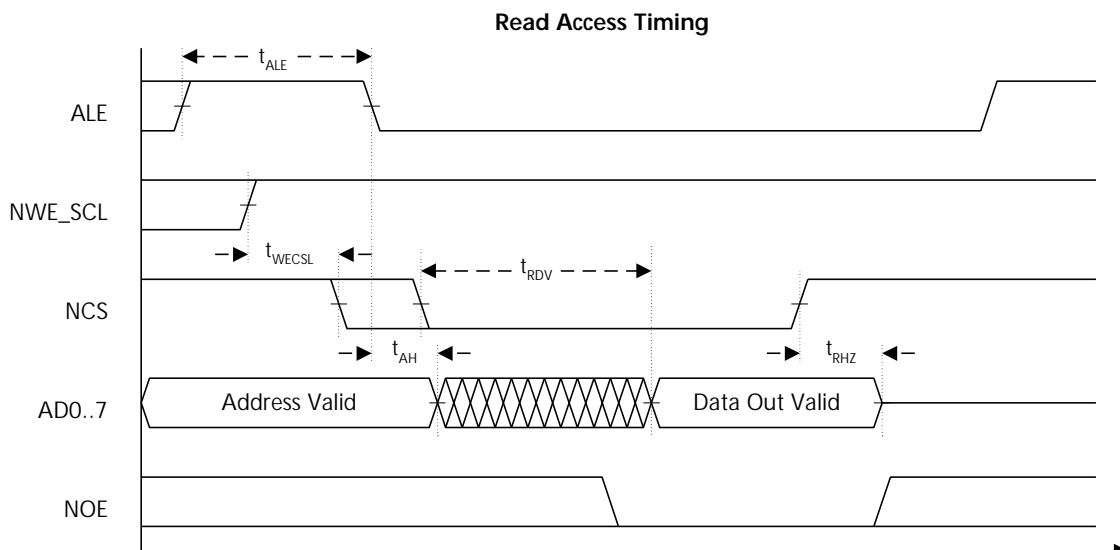 Read Access Timing
tALE
ALE
NWE_SCL
tWECSL
tRDV
NCS
tAH
tRHZ
AD0..7
Address Valid
Data Out Valid
NOE